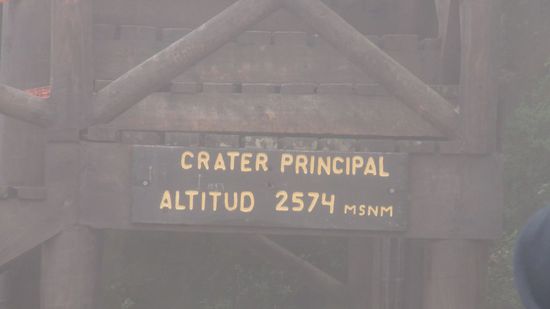 CRATER PRINCIPAL
ALTITUD 2574 MSNM